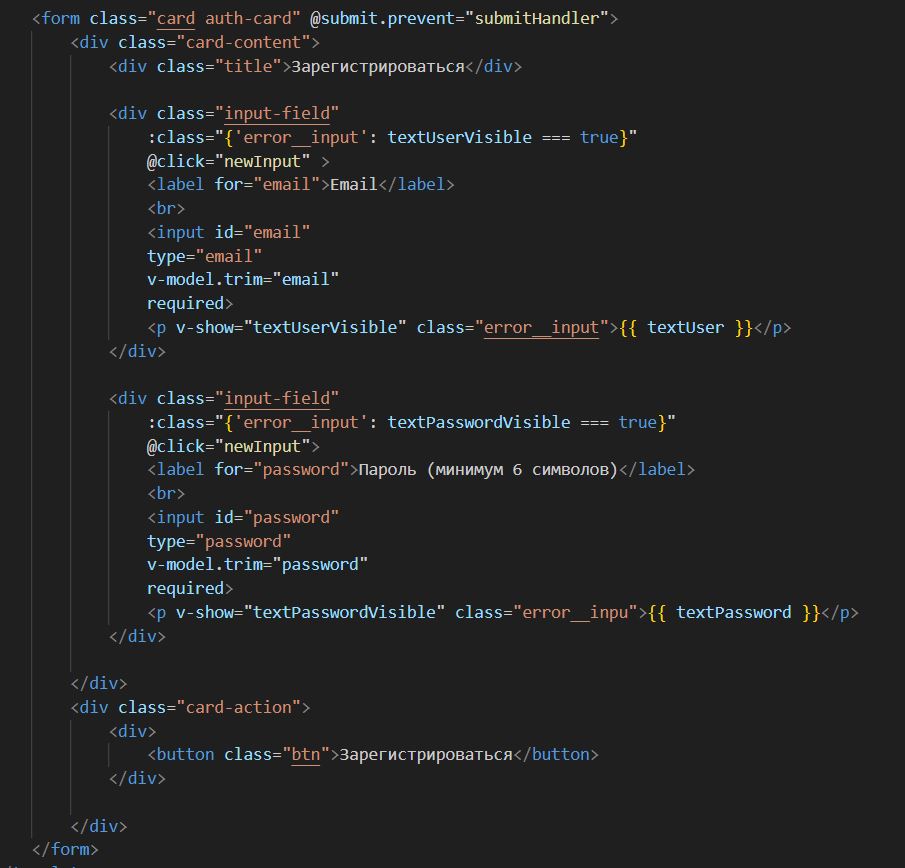 <form class="card auth-card" @submit.prevent="submitHandler">
<div class="card-content">
<div class="title">Зарегистрироваться</div>
<div class="input-field"
:class="{'error__input': textUserVisible === true}"
@click="newInput" >
<label for="email">Email</label>
<br>
<input id="email"
type="email"
v-model.trim="email"
required>
<p v-show="textUserVisible" class="error__input">{{ textUser }}</p>
</div>
<div class="input-field"
:class="{'error__input': textPasswordVisible === true}"
@click="newInput">
<label for="password">Пароль (минимум 6 символов)</label>
<br>
<input id="password"
type="password"
v-model.trim="password"
required>
<p v-show="textPasswordVisible" class="error__inpu">{{ textPassword }}</p>
</div>
</div>
<div class="card-action">
<div>
<button class="btn">Зарегистрироваться</button>
</div>
</div>
</form>